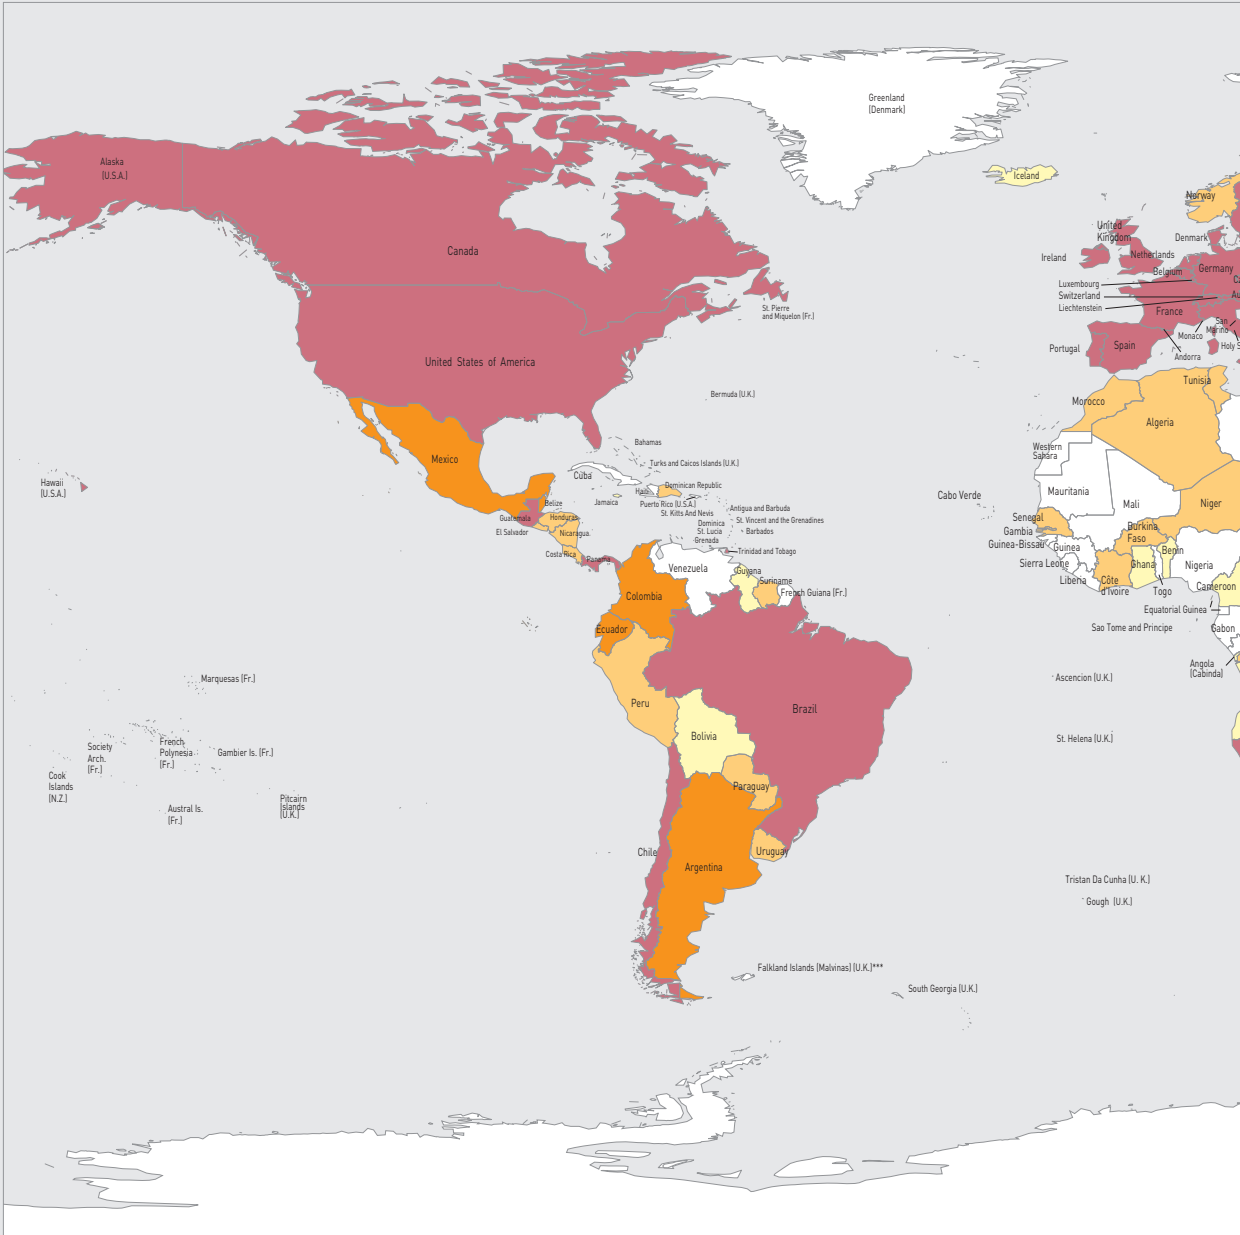 Greenland
(Denmark)
Alaska
(U.S.A.)
Iceland
Norway
Canada
United
Kingdom
Denmark
Ireland
Netherlands
Belgium
Germany
Luxembourg
Switzerland
Liechtenstein
St. Pierre
and Miquelon (Fr.)
France
San
Marino
Monaco
Portugal
Spain
Andorra
Holy S
United States of America
Tunisia
Bermuda (U.K.)
Morocco
Algeria
Bahamas
Western
Sahara
Mexico
Turks and Caicos Islands (U.K.)
Cuba
Hawaii
(U.S.A.)
Haiti
Dominican Republic
Mauritania
Cabo Verde
Jamaica
Puerto Rico (U.S.A.)
Belize
Mali
Niger
St. Kitts And Nevis
Antigua and Barbuda
Guatemala
Honduras
Dominica
St. Vincent and the Grenadines
Senegal
El Salvador
Nicaragua
St. Lucia
Barbados
Gambia
Burkina
Faso
Grenada
Guinea-Bissau
Guinea
Costa Rica
Panama
Trinidad and Tobago
Benin
Venezuela
Guyana
Sierra Leone
Ghana
Nigeria
Suriname
Liberia
Côte
d'Ivoire
Togo
Cameroon
Colombia
French Guiana (Fr.)
Equatorial Guinea
Ecuador
Sao Tome and Principe
Gabon
Angola
(Cabinda)
Marquesas (Fr.)
Ascencion (U.K.)
Peru
Brazil
Bolivia
St. Helena (U.K.)
Society
Arch.
(Fr.)
French
Polynesia
(Fr.)
Gambier Is. (Fr.)
Cook
Islands
(N.Z.)
Paraguay
Austral Is.
(Fr.)
Pitcairn
Islands
(U.K.)
Chile
Uruguay
Argentina
Tristan Da Cunha (U. K.)
Gough (U.K.)
Falkland Islands (Malvinas) (U.K.)***
South Georgia (U.K.)